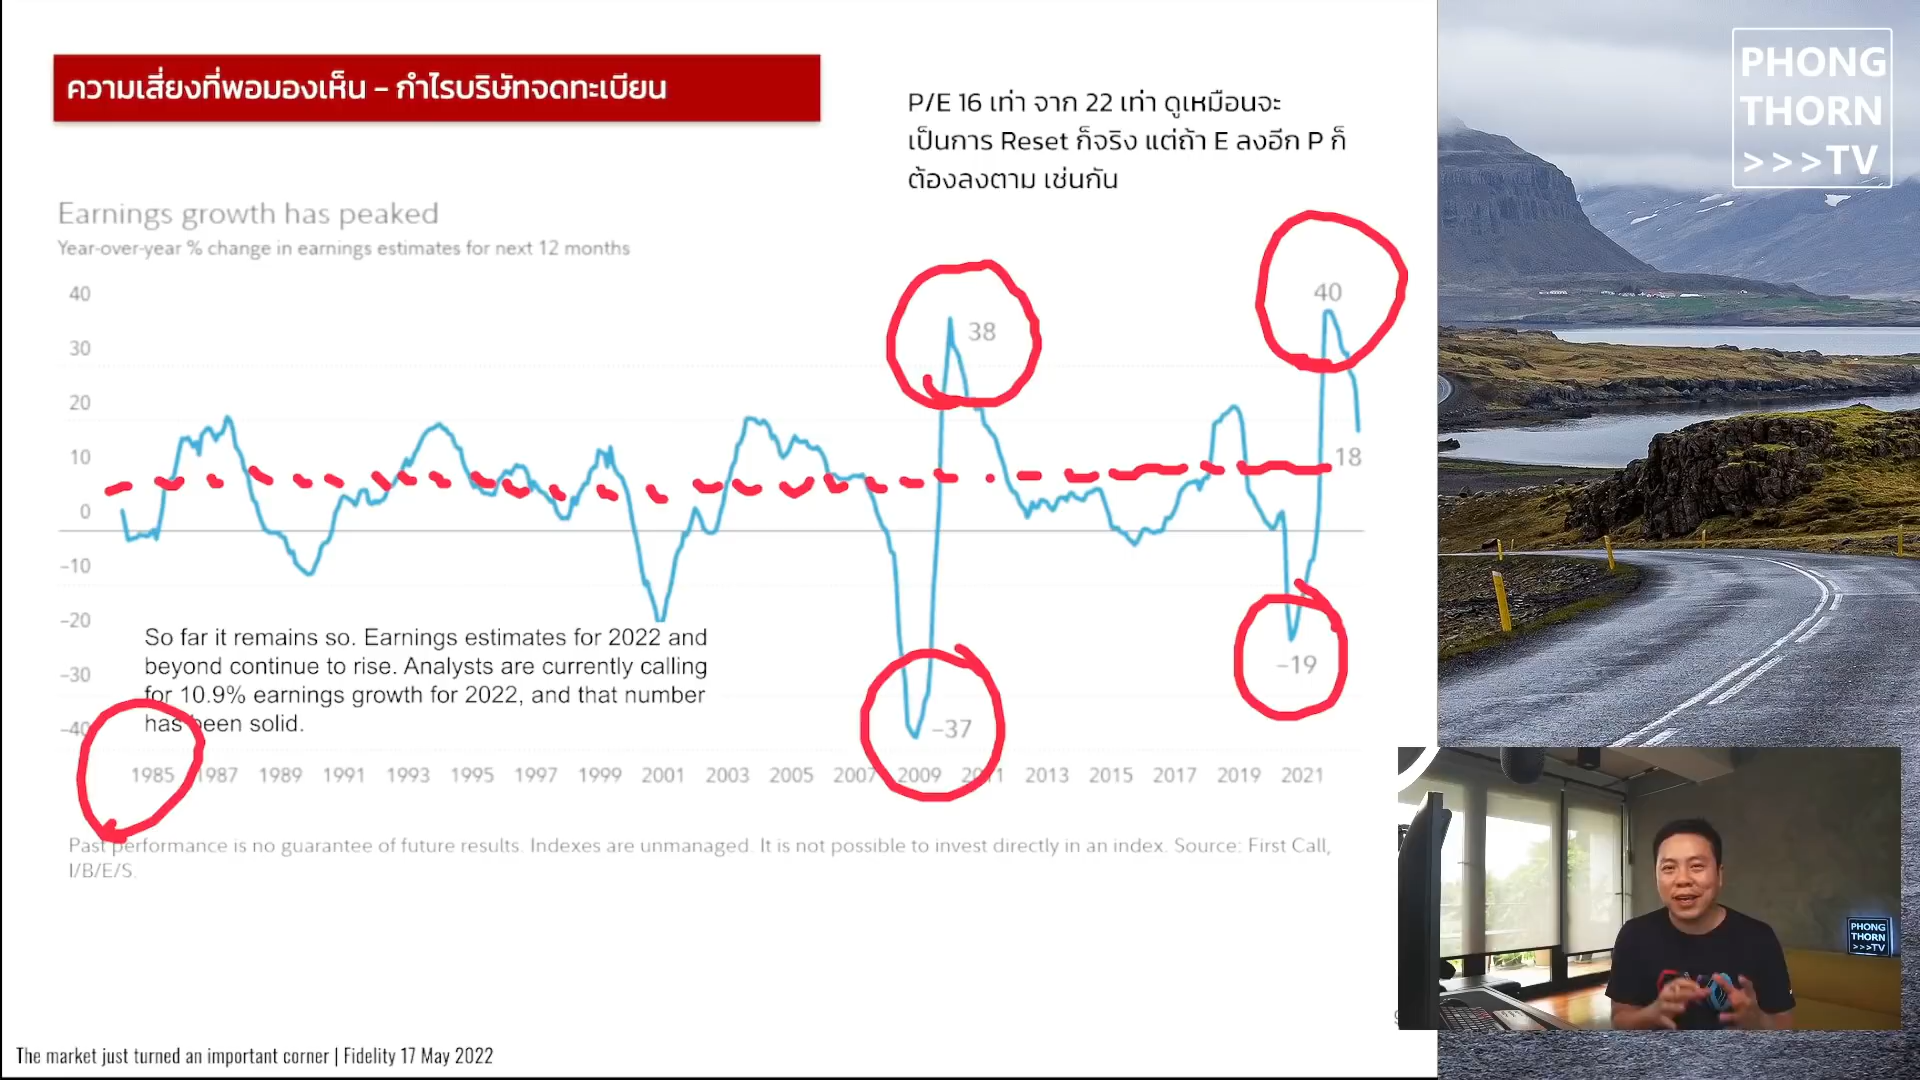 ความเสี่ยงที่พอมองเห็น - กำไรบริษัทจดทะเบียน
P/E 16 เท่า จาก 22 เท่า ดูเหมือนจะ
เป็นการ Reset ก็จริง แต่ถ้า E ลงอีก P ก็
ต้องลงตาม เช่นกัน
PHONG
THORN
>>>TV
Earnings growth has peaked
Year-over-year % change in earnings estimates for next 12 months
40
30
20
10
0
-10
-20
-30
-40
38
40
18
-19
-37
So far it remains so. Earnings estimates for 2022 and
beyond continue to rise. Analysts are currently calling
for 10.9% earnings growth for 2022, and that number
has been solid.
1985 1987 1989 1991 1993 1995 1997 1999 2001 2003 2005 2007 2009 2011 2013 2015 2017 2019 2021
Past performance is no guarantee of future results. Indexes are unmanaged. It is not possible to invest directly in an index. Source: First Call,
I/B/E/S.
PHONG
THORN
>>>TV
The market just turned an important corner | Fidelity 17 May 2022